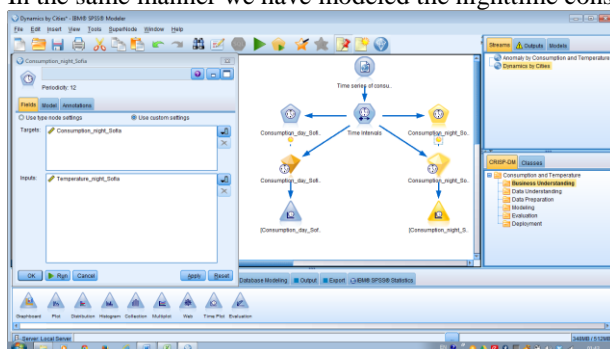 In the same manner we have modeled the nighttime cons
Dynamics by Cities* - IBM® SPSS® Modeler
File Edit Insert View Tools SuperNode Window Help
Consumption_night_Sofia
Periodicity: 12
Fields Model Annotations
Use type node settings Use custom settings
Targets: Consumption_night_Sofia
Inputs: Temperature_night_Sofia
OK Run Cancel Apply Reset
Time series of consu..
Consumption_day_Sofi.. Time Intervals Consumption_night_So..
Consumption_day_Sofi.. Consumption_night_So..
[Consumption_day_Sof.. [Consumption_night_S..
Streams Outputs Models
Anomaly by Consumption and Temperature
Dynamics by Cities
CRISP-DM Classes
Consumption and Temperature
Business Understanding
Data Understanding
Data Preparation
Modeling
Evaluation
Deployment
Database Modeling Output Export IBM® SPSS® Statistics
Graphboard Plot Distribution Histogram Collection Multiplot Web Time Plot Evaluation
Server: Local Server